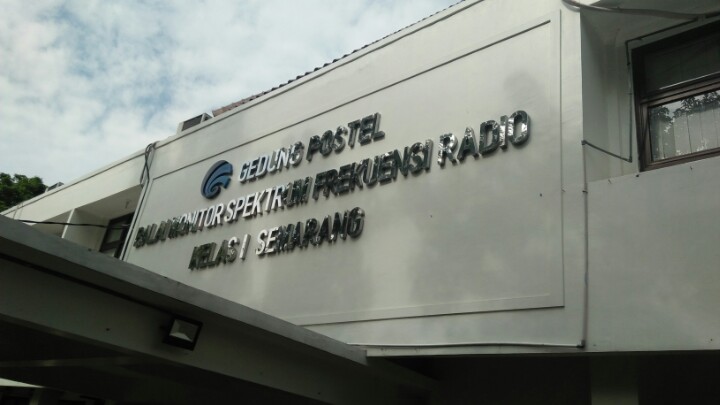 GEDUNG POSTEL
BALAI MONITOR SPEKTRUM FREKUENSI RADIO
KELAS I SEMARANG